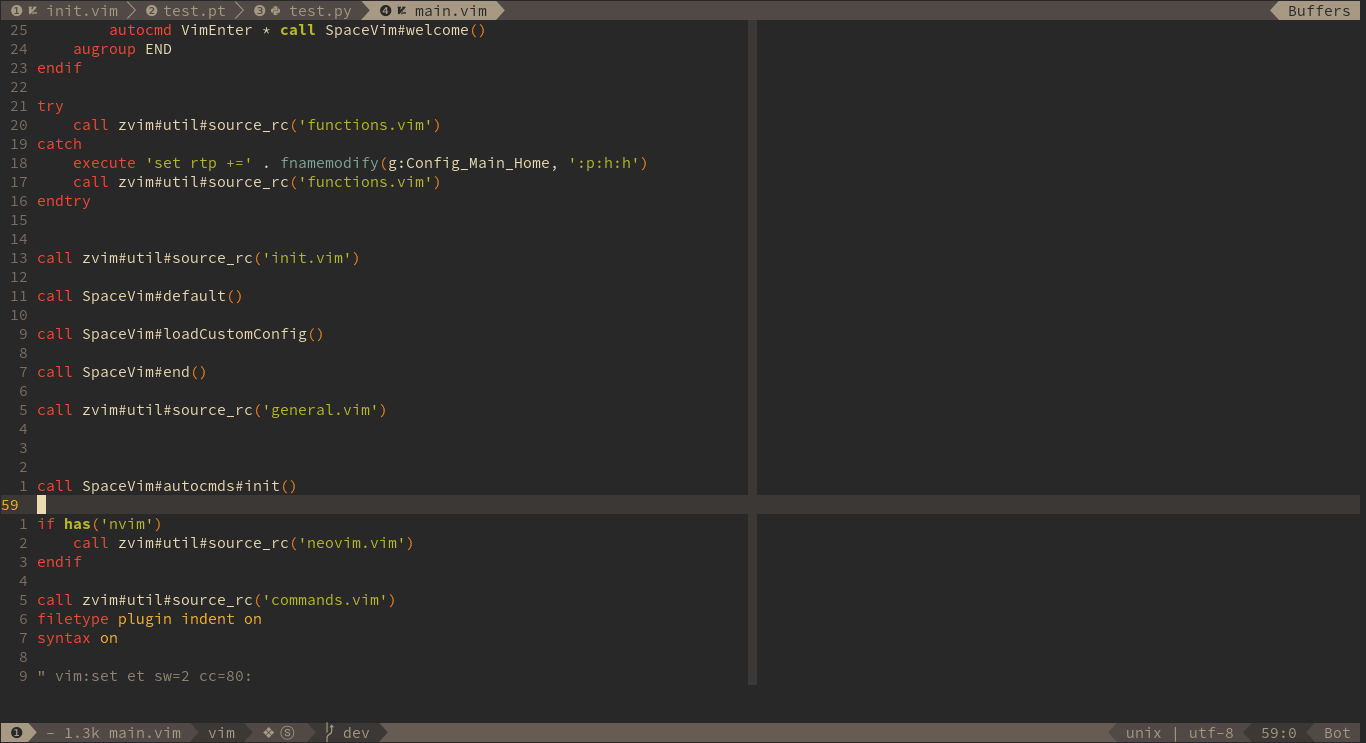 ❶ init.vim ❷ test.pt ❸ test.py ❹ main.vim Buffers
25         autocmd VimEnter * call SpaceVim#welcome()
24     augroup END
23 endif
22
21 try
20     call zvim#util#source_rc('functions.vim')
19 catch
18     execute 'set rtp +=' . fnamemodify(g:Config_Main_Home, ':p:h:h')
17     call zvim#util#source_rc('functions.vim')
16 endtry
15
14
13 call zvim#util#source_rc('init.vim')
12
11 call SpaceVim#default()
10
9 call SpaceVim#loadCustomConfig()
8
7 call SpaceVim#end()
6
5 call zvim#util#source_rc('general.vim')
4
3
2
1 call SpaceVim#autocmds#init()
59
1 if has('nvim')
2     call zvim#util#source_rc('neovim.vim')
3 endif
4
5 call zvim#util#source_rc('commands.vim')
6 filetype plugin indent on
7 syntax on
8
9 " vim:set et sw=2 cc=80:
❶ - 1.3k main.vim vim ❖ ⓢ dev unix | utf-8 59:0 Bot